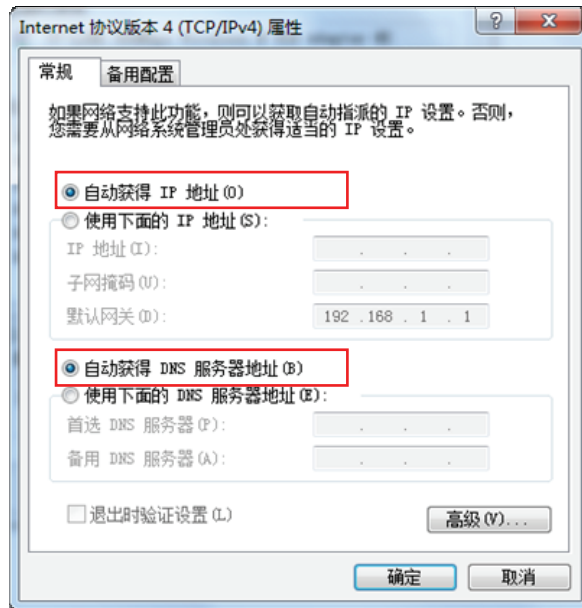 Internet 协议版本 4 (TCP/IPv4) 属性
常规 备用配置
如果网络支持此功能，则可以获取自动指派的 IP 设置。否则，
您需要从网络系统管理员处获得适当的 IP 设置。
自动获得 IP 地址(O)
使用下面的 IP 地址(S):
IP 地址(I):
子网掩码(U):
默认网关(D): 192 .168 . 1 . 1
自动获得 DNS 服务器地址(B)
使用下面的 DNS 服务器地址(E):
首选 DNS 服务器(P):
备用 DNS 服务器(A):
退出时验证设置(L)
高级(V)...
确定 取消